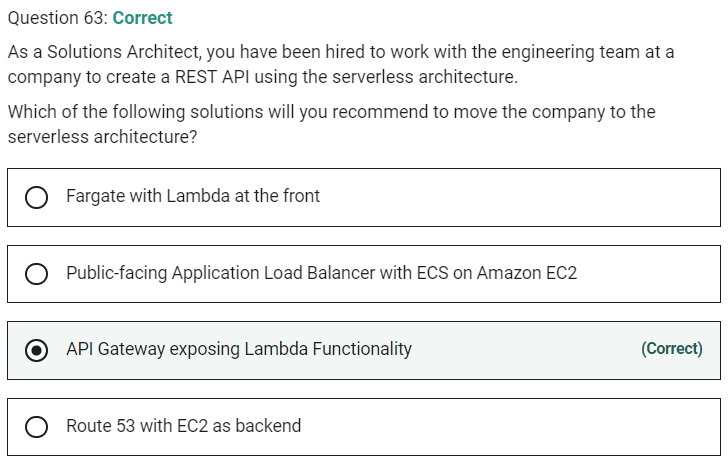 Question 63: Correct
As a Solutions Architect, you have been hired to work with the engineering team at a
company to create a REST API using the serverless architecture.
Which of the following solutions will you recommend to move the company to the
serverless architecture?
Fargate with Lambda at the front
Public-facing Application Load Balancer with ECS on Amazon EC2
API Gateway exposing Lambda Functionality (Correct)
Route 53 with EC2 as backend